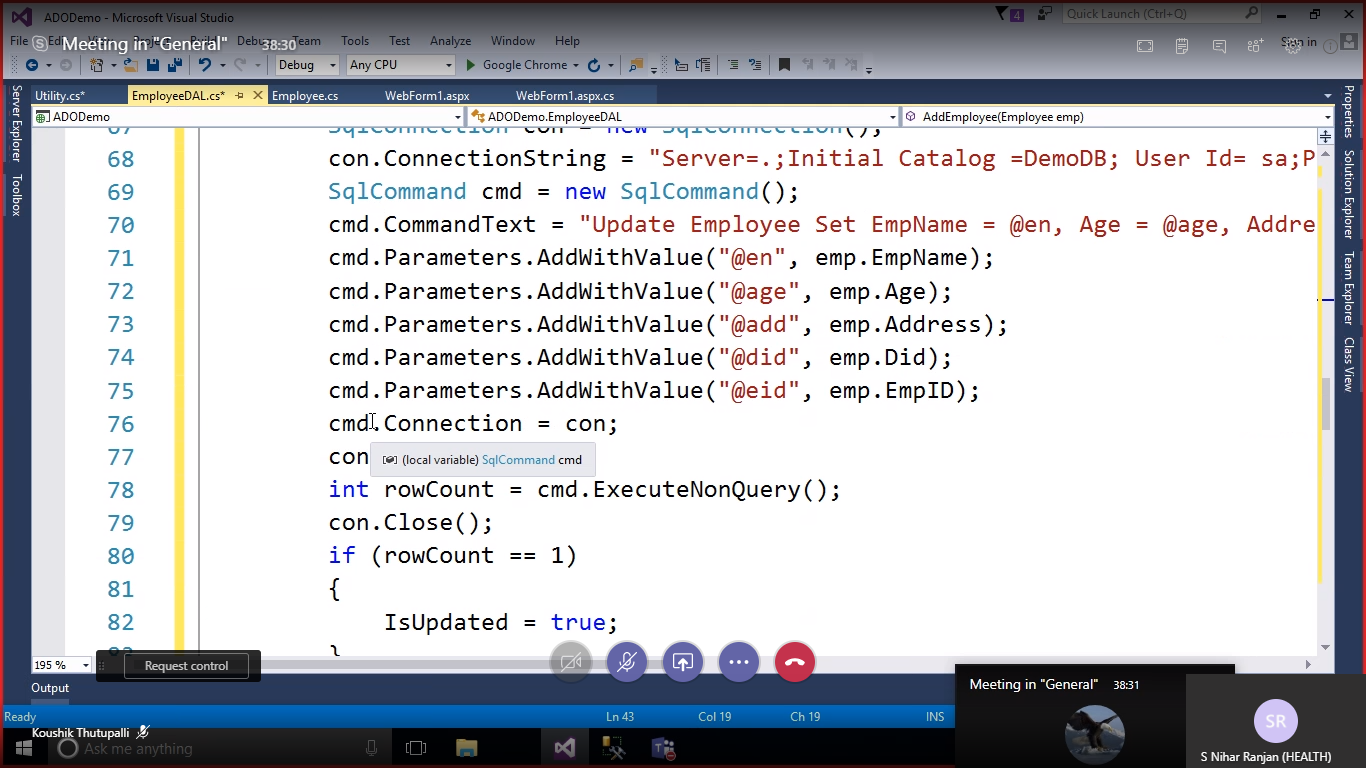 ADODemo - Microsoft Visual Studio
4
Quick Launch (Ctrl+Q)
File
Debug
Team
Tools
Test
Analyze
Window
Help
Sign in
Meeting in "General"
38:30
Debug
Any CPU
Google Chrome
Utility.cs*
EmployeeDAL.cs*
Employee.cs
WebForm1.aspx
WebForm1.aspx.cs
ADODemo
ADODemo.EmployeeDAL
AddEmployee(Employee emp)
Server Explorer
Toolbox
Properties
Solution Explorer
Team Explorer
Class View
67 SqlConnection con = new SqlConnection();
68 con.ConnectionString = "Server=.;Initial Catalog =DemoDB; User Id= sa;P
69 SqlCommand cmd = new SqlCommand();
70 cmd.CommandText = "Update Employee Set EmpName = @en, Age = @age, Addre
71 cmd.Parameters.AddWithValue("@en", emp.EmpName);
72 cmd.Parameters.AddWithValue("@age", emp.Age);
73 cmd.Parameters.AddWithValue("@add", emp.Address);
74 cmd.Parameters.AddWithValue("@did", emp.Did);
75 cmd.Parameters.AddWithValue("@eid", emp.EmpID);
76 cmd.Connection = con;
77 con
(local variable) SqlCommand cmd
78 int rowCount = cmd.ExecuteNonQuery();
79 con.Close();
80 if (rowCount == 1)
81 {
82 IsUpdated = true;
83 }
195 %
Request control
Output
Ready
Ln 43
Col 19
Ch 19
INS
Koushik Thutupalli
Ask me anything
Meeting in "General"
38:31
SR
S Nihar Ranjan (HEALTH)